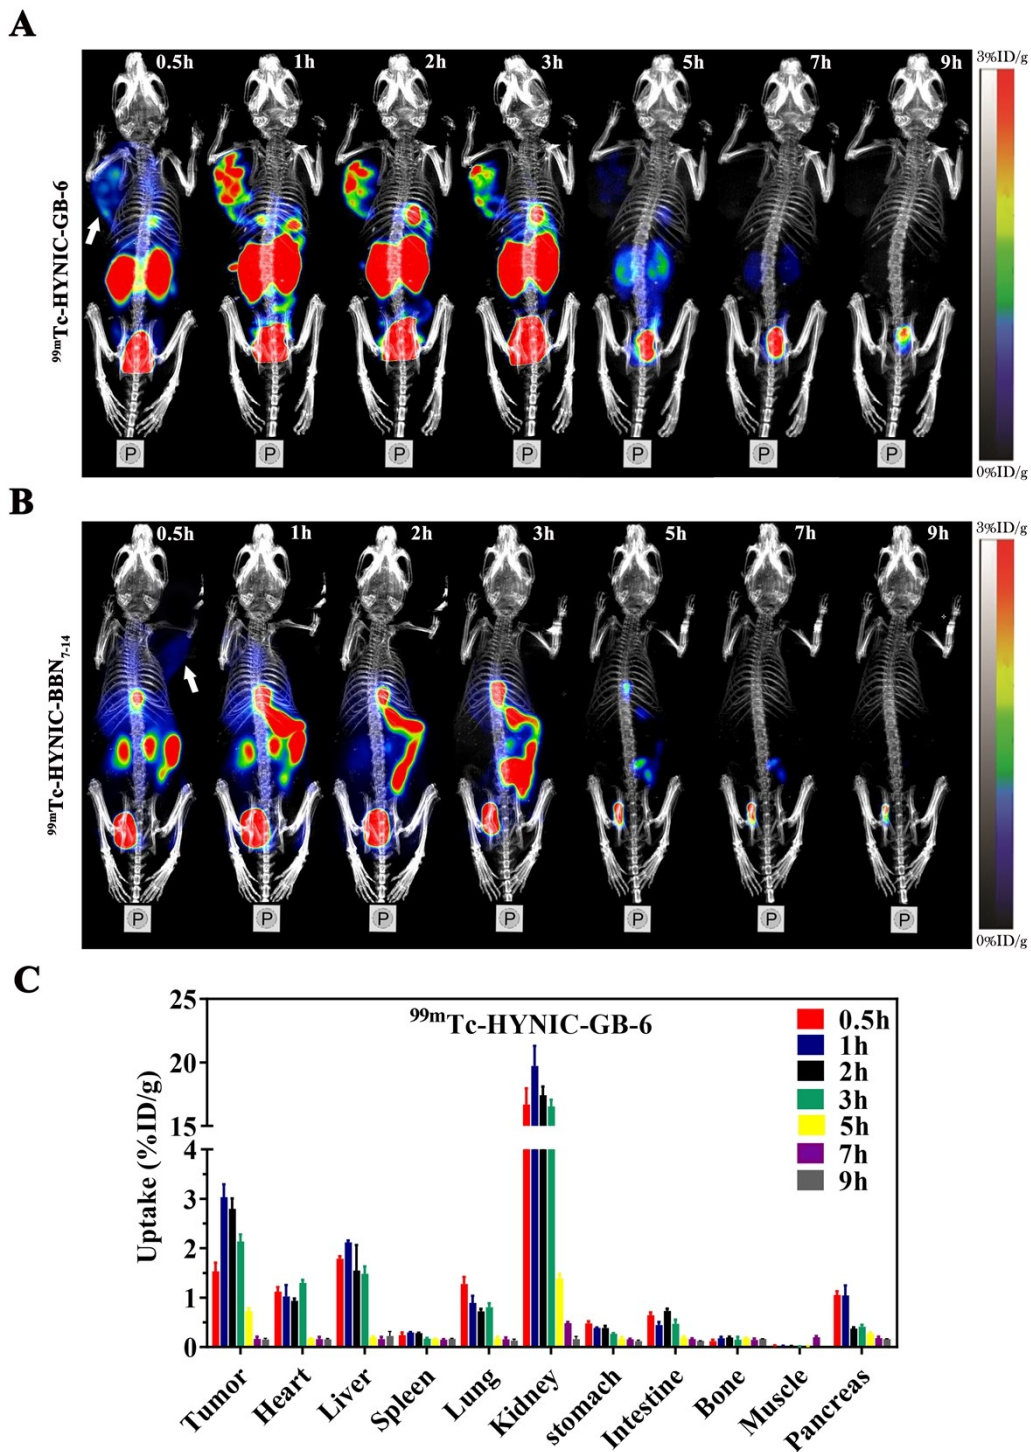 A
0.5h 1h 2h 3h 5h 7h 9h
3%ID/g
99mTc-HYNIC-GB-6
P P P P P P P
0%ID/g
B
0.5h 1h 2h 3h 5h 7h 9h
3%ID/g
99mTc-HYNIC-BBN7-14
P P P P P P P
0%ID/g
C
99mTc-HYNIC-GB-6
Uptake (%ID/g)
25
20
15
4
3
2
1
0
0.5h
1h
2h
3h
5h
7h
9h
Tumor Heart Liver Spleen Lung Kidney stomach Intestine Bone Muscle Pancreas